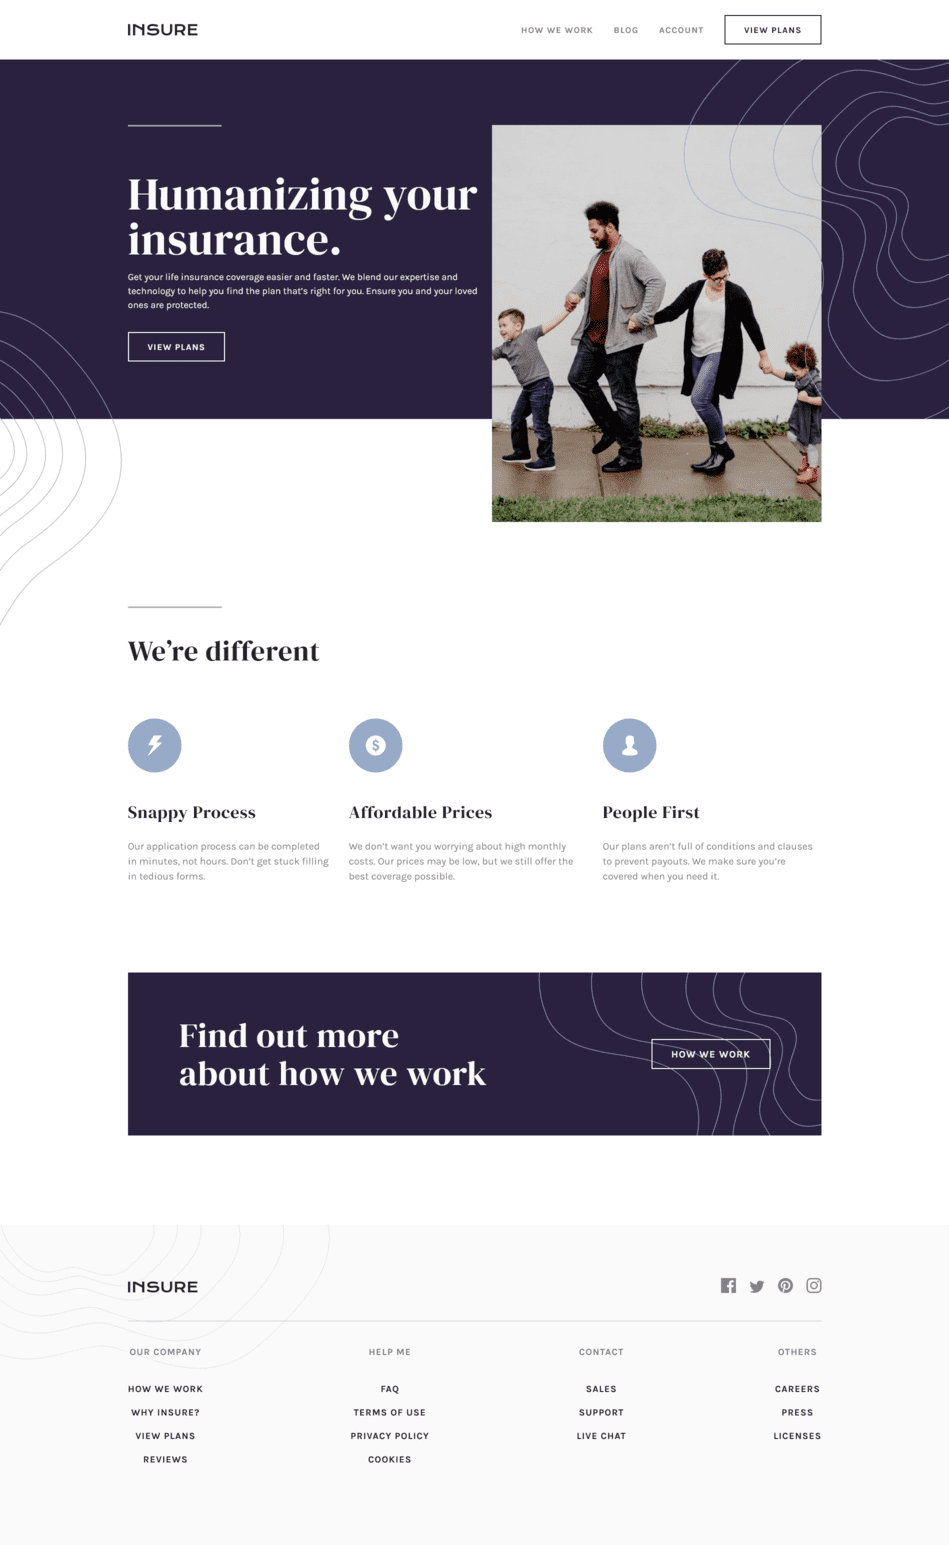 INSURE
HOW WE WORK
BLOG
ACCOUNT
VIEW PLANS
Humanizing your
insurance.
Get your life insurance coverage easier and faster. We blend our expertise and
technology to help you find the plan that's right for you. Ensure you and your loved
ones are protected.
VIEW PLANS
We’re different
Snappy Process
Our application process can be completed
in minutes, not hours. Don’t get stuck filling
in tedious forms.
Affordable Prices
We don’t want you worrying about high monthly
costs. Our prices may be low, but we still offer the
best coverage possible.
People First
Our plans aren’t full of conditions and clauses
to prevent payouts. We make sure you’re
covered when you need it.
Find out more
about how we work
HOW WE WORK
INSURE
OUR COMPANY
HOW WE WORK
WHY INSURE?
VIEW PLANS
REVIEWS
HELP ME
FAQ
TERMS OF USE
PRIVACY POLICY
COOKIES
CONTACT
SALES
SUPPORT
LIVE CHAT
OTHERS
CAREERS
PRESS
LICENSES